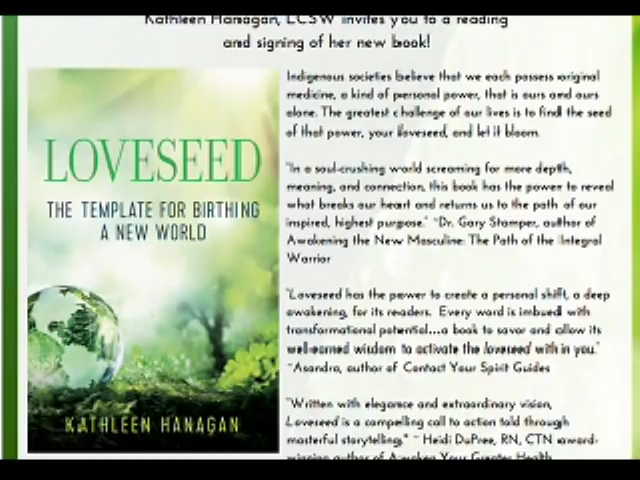 Kathleen Hanagan, LCSW invites you to a reading
and signing of her new book!
LOVESEED
THE TEMPLATE FOR BIRTHING
A NEW WORLD
KATHLEEN HANAGAN
Indigenous societies believe that we each possess original
medicine, a kind of personal power, that is ours and ours
alone. The greatest challenge of our lives is to find the seed
of that power, your loveseed, and let it bloom.
"In a soul-crushing world screaming for more depth,
meaning, and connection, this book has the power to reveal
what breaks our heart and returns us to the path of our
inspired, highest purpose." ~Dr. Gary Stamper, author of
Awakening the New Masculine: The Path of the Integral
Warrior
"Loveseed has the power to create a personal shift, a deep
awakening, for its readers. Every word is imbued with
transformational potential...a book to savor and allow its
well-earned wisdom to activate the loveseed with in you."
~Asandra, author of Contact Your Spirit Guides
"Written with elegance and extraordinary vision,
Loveseed is a compelling call to action told through
masterful storytelling." ~ Heidi DuPree, RN, CTN award-
winning author of Awaken Your Greater Health